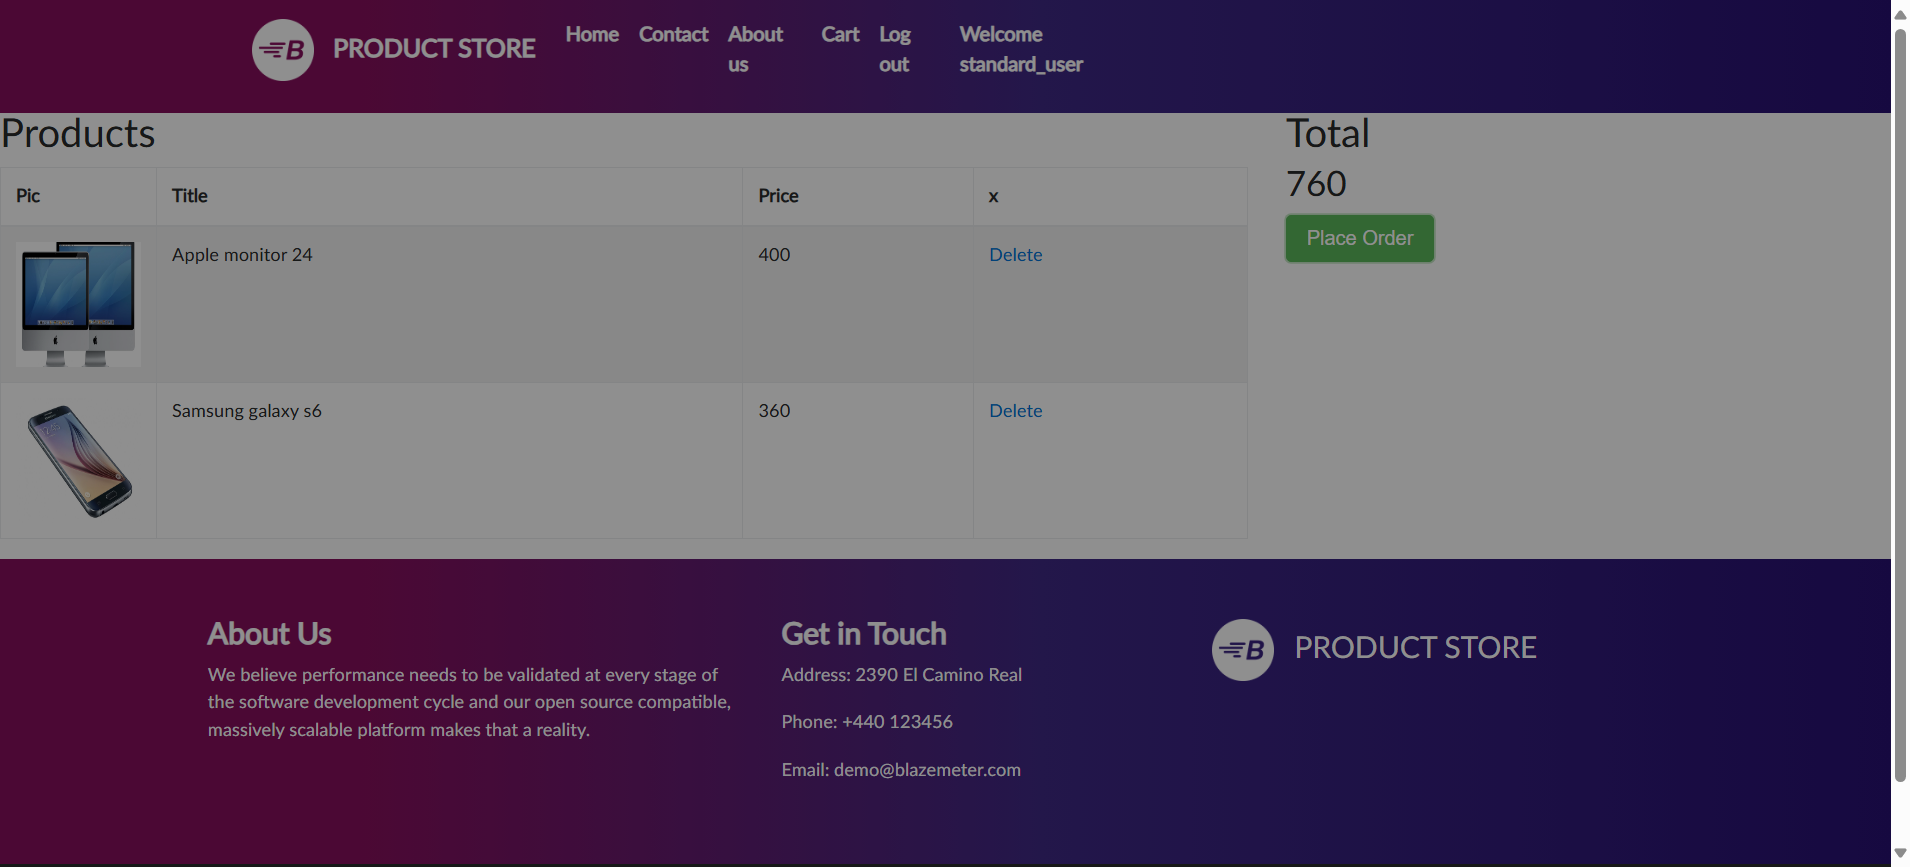 PRODUCT STORE
Home
Contact
About us
Cart
Log out
Welcome standard_user
Products
Total
760
Place Order
Pic Title Price x
Apple monitor 24 400 Delete
Samsung galaxy s6 360 Delete
About Us
We believe performance needs to be validated at every stage of
the software development cycle and our open source compatible,
massively scalable platform makes that a reality.
Get in Touch
Address: 2390 El Camino Real
Phone: +440 123456
Email: demo@blazemeter.com
B
PRODUCT STORE